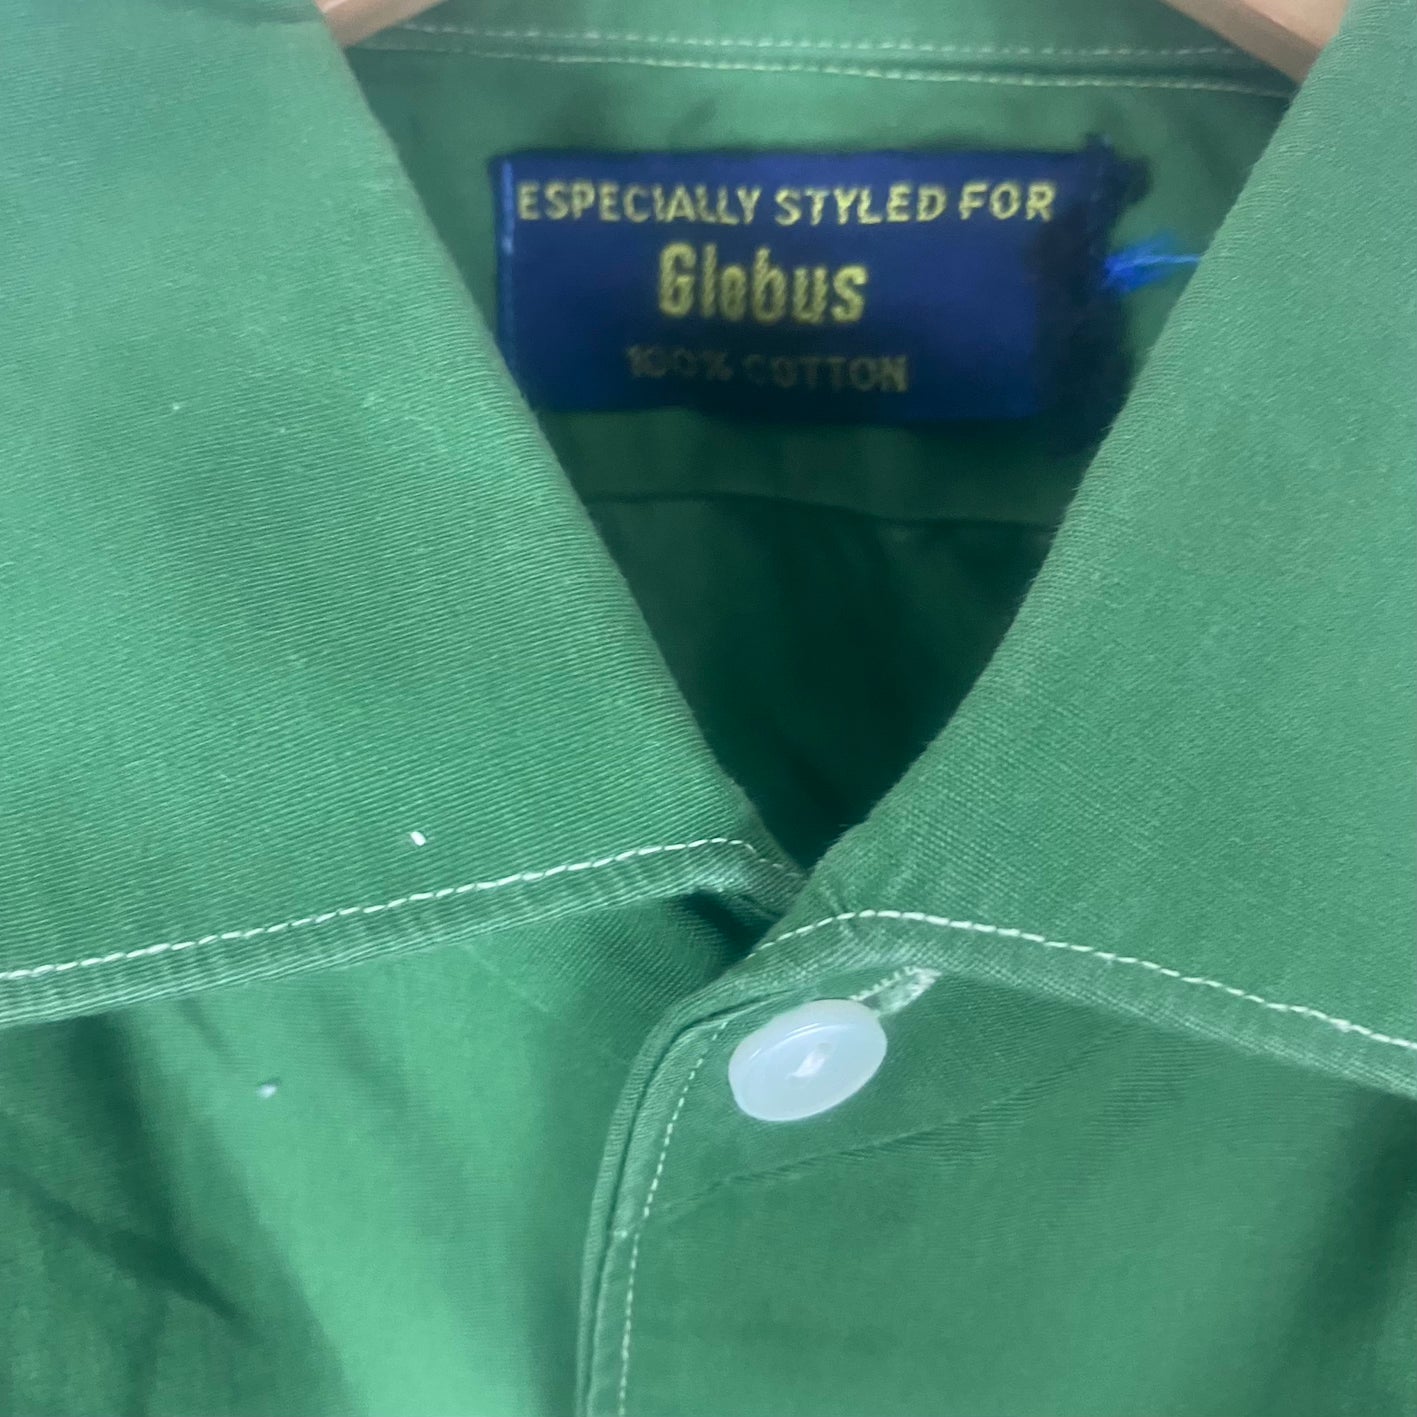 ESPECIALLY STYLED FOR
Globus
100% COTTON